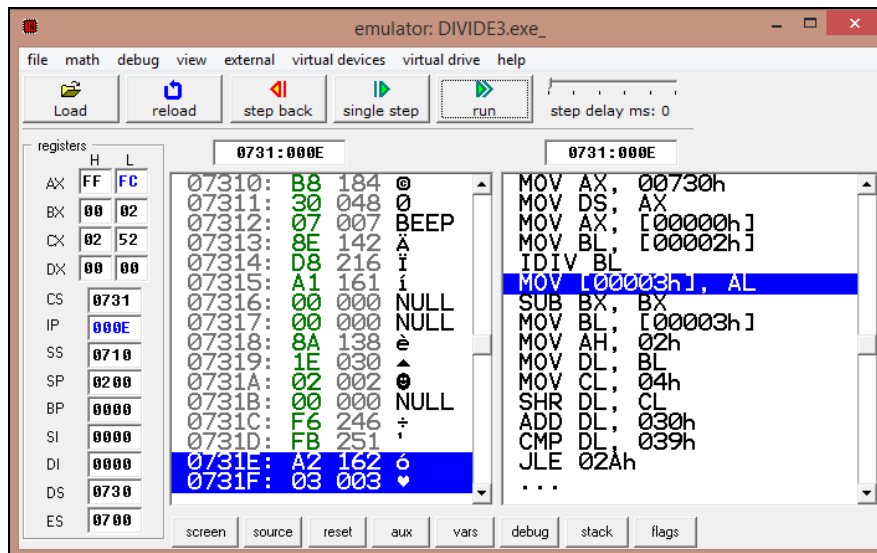 emulator: DIVIDE3.exe_
file math debug view external virtual devices virtual drive help
Load reload step back single step run step delay ms: 0
registers
H L
AX FF FC
BX 00 02
CX 02 52
DX 00 00
CS 0731
IP 000E
SS 0710
SP 0200
BP 0000
SI 0000
DI 0000
DS 0730
ES 0700
0731:000E
07310: B8 184 ©
07311: 30 048 0
07312: 07 007 BEEP
07313: 8E 142 Ä
07314: D8 216 Ï
07315: A1 161 í
07316: 00 000 NULL
07317: 00 000 NULL
07318: 8A 138 è
07319: 1E 030 ▲
0731A: 02 002 ☻
0731B: 00 000 NULL
0731C: F6 246 ÷
0731D: FB 251 ¹
0731E: A2 162 ó
0731F: 03 003 ♥
0731:000E
MOV AX, 00730h
MOV DS, AX
MOV AX, [00000h]
MOV BL, [00002h]
IDIV BL
MOV [00003h], AL
SUB BX, BX
MOV BL, [00003h]
MOV AH, 02h
MOV DL, BL
MOV CL, 04h
SHR DL, CL
ADD DL, 030h
CMP DL, 039h
JLE 02Ah
...
screen source reset aux vars debug stack flags